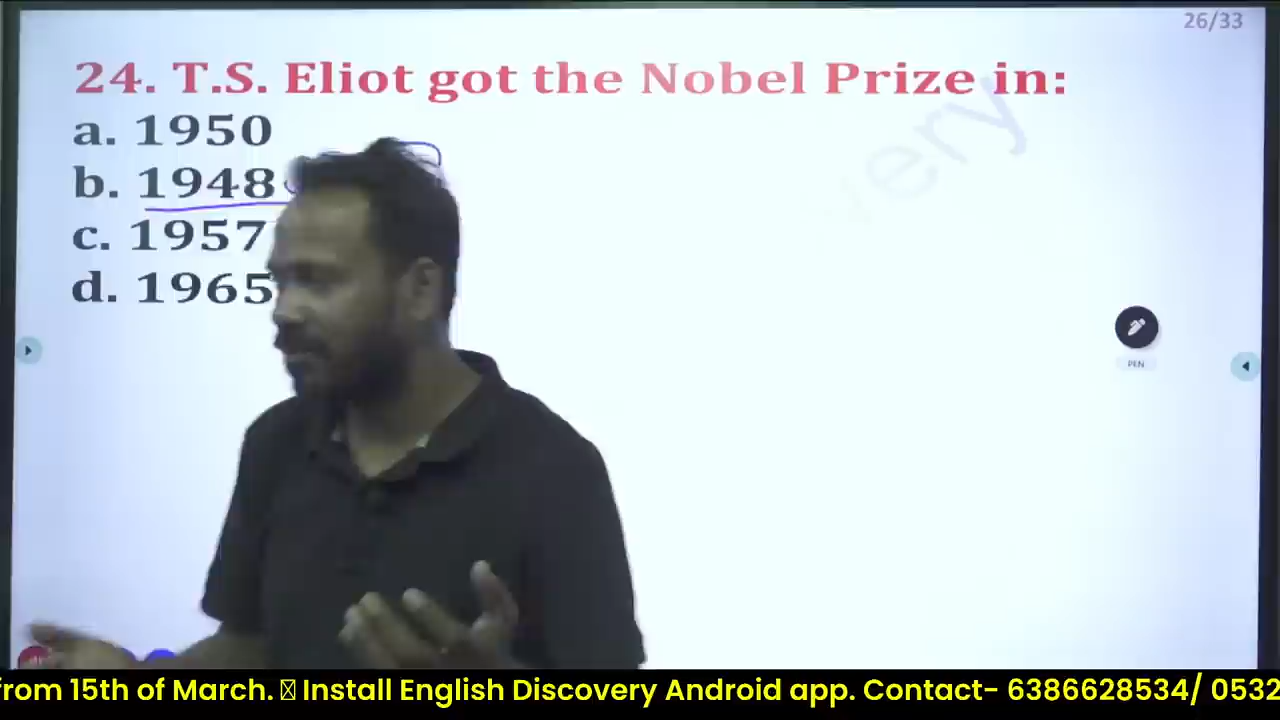 26/33
24. T.S. Eliot got the Nobel Prize in:
a. 1950
b. 1948
c. 1957
d. 1965
very
PEN
from 15th of March. Install English Discovery Android app. Contact- 6386628534/ 0532